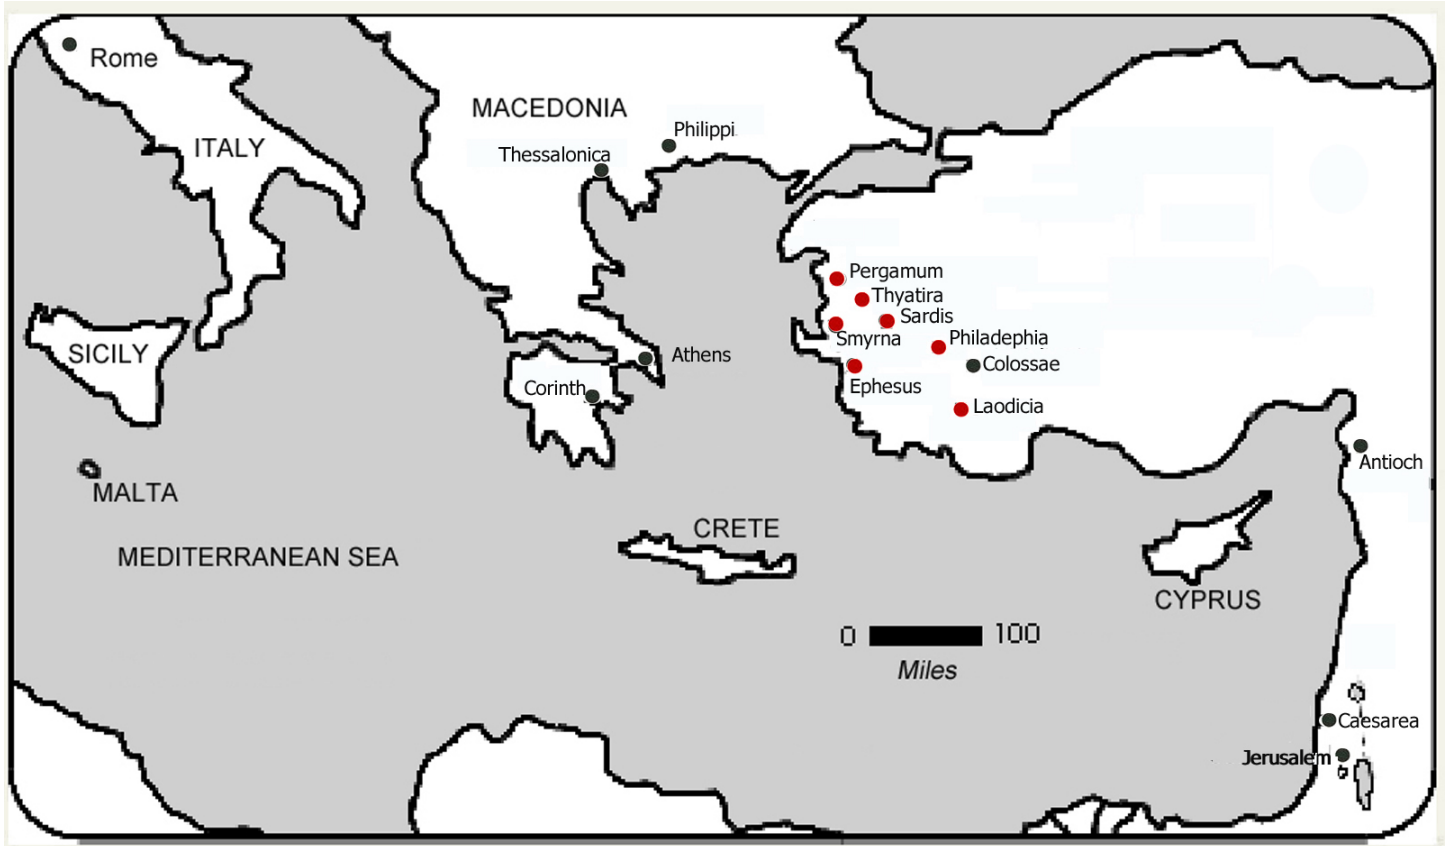 Rome
MACEDONIA
Philippi
ITALY
Thessalonica
Pergamum
Thyatira
Sardis
Smyrna
Philadephia
SICILY
Athens
Colossae
Ephesus
Corinth
Laodicia
Antioch
MALTA
CRETE
MEDITERRANEAN SEA
CYPRUS
0 100
Miles
Caesarea
Jerusalem